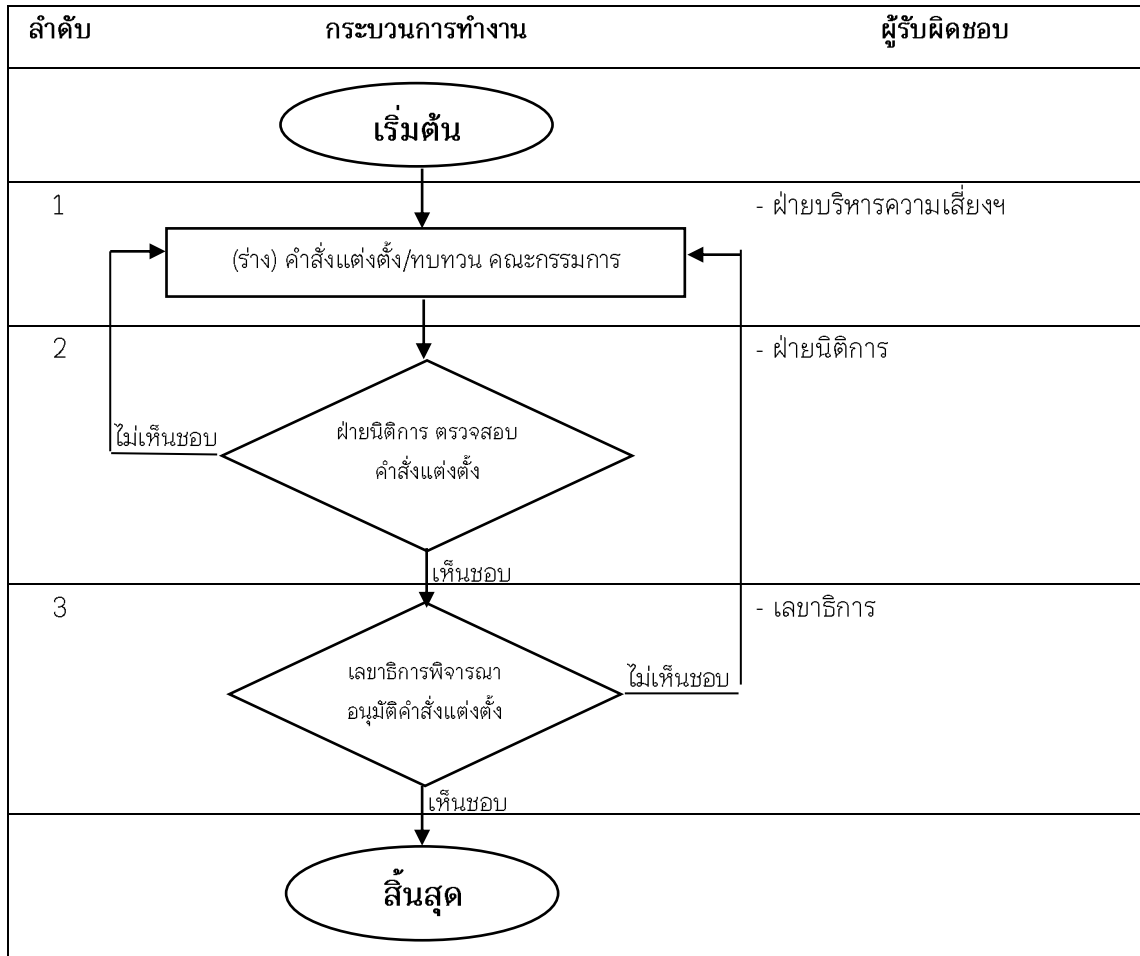 ลำดับ กระบวนการทำงาน ผู้รับผิดชอบ
เริ่มต้น
1 - ฝ่ายบริหารความเสี่ยงฯ
(ร่าง) คำสั่งแต่งตั้ง/ทบทวน คณะกรรมการ
2 - ฝ่ายนิติการ
ฝ่ายนิติการ ตรวจสอบ
คำสั่งแต่งตั้ง
ไม่เห็นชอบ
เห็นชอบ
3 - เลขาธิการ
เลขาธิการพิจารณา
อนุมัติคำสั่งแต่งตั้ง
ไม่เห็นชอบ
เห็นชอบ
สิ้นสุด